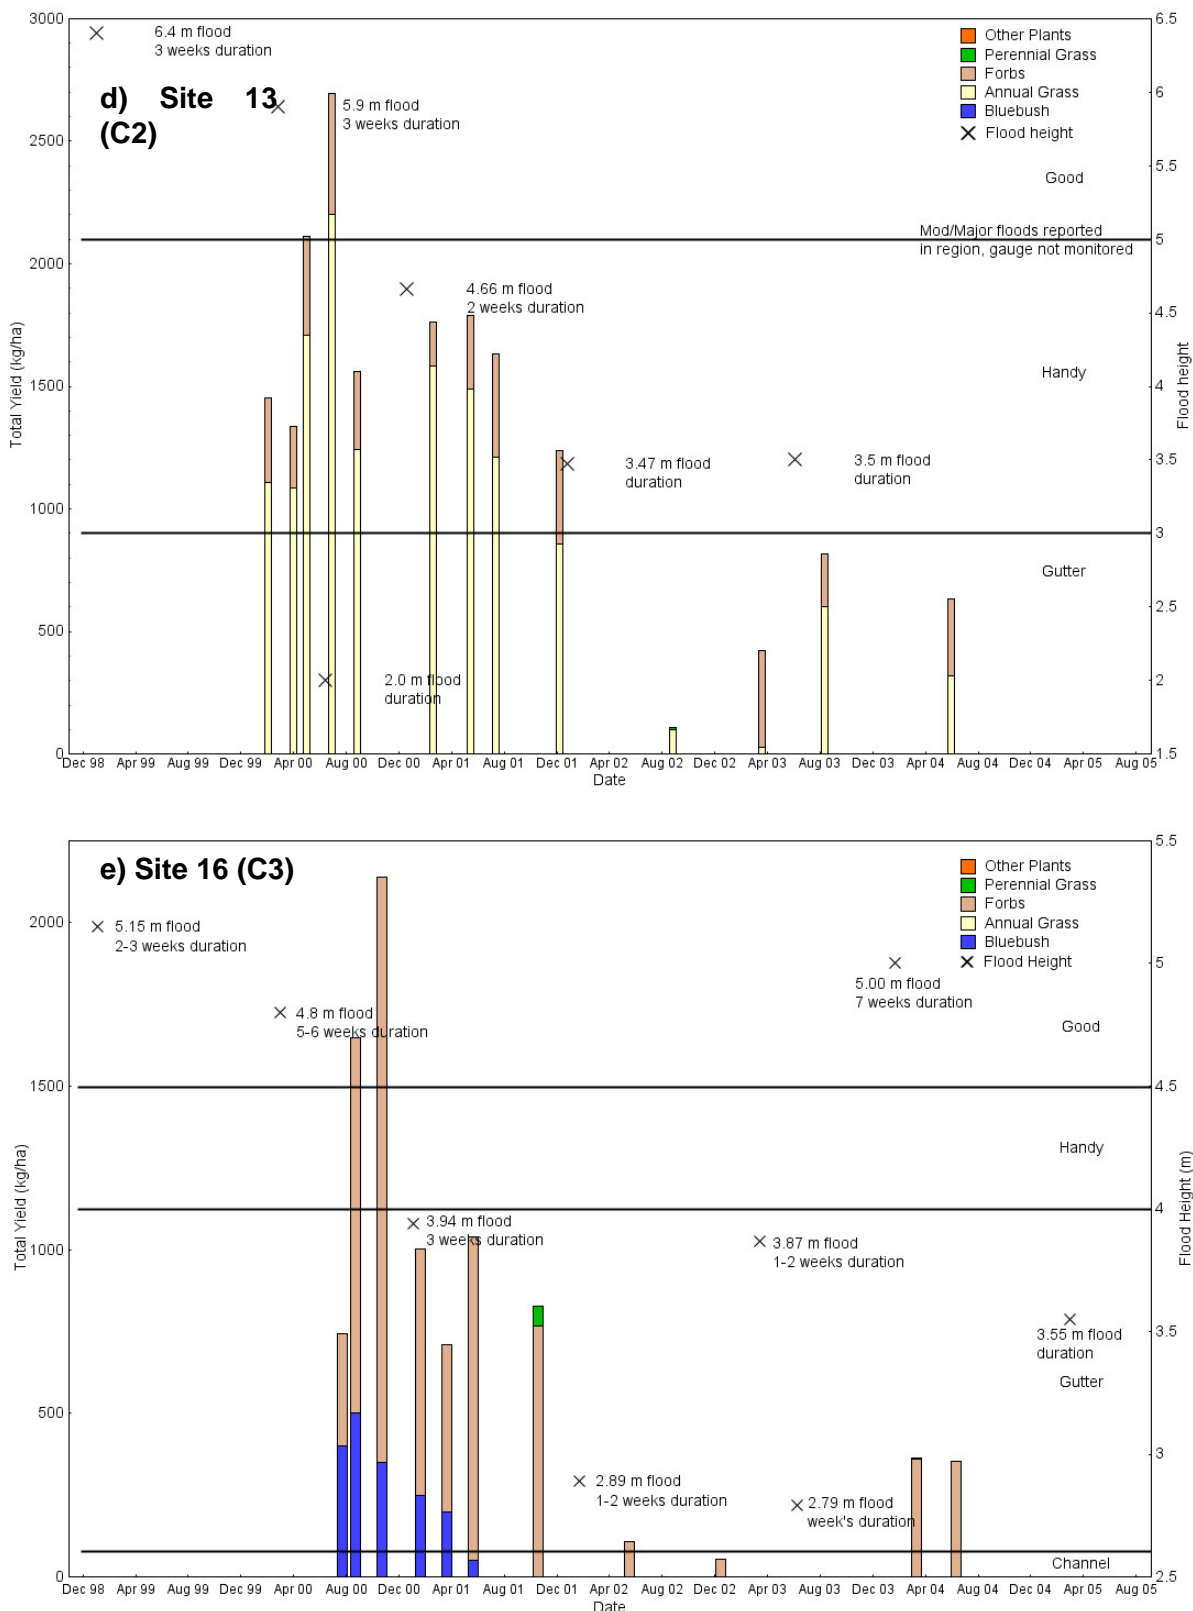 3000
2500
2000
1500
1000
500
0
Total Yield (kg/ha)
d) Site 13
(C2)
6.4 m flood
3 weeks duration
5.9 m flood
3 weeks duration
4.66 m flood
2 weeks duration
2.0 m flood
duration
3.47 m flood
duration
3.5 m flood
duration
Other Plants
Perennial Grass
Forbs
Annual Grass
Bluebush
Flood height
Good
Mod/Major floods reported
in region, gauge not monitored
Handy
Gutter
6.5
6
5.5
5
4.5
4
3.5
3
2.5
2
1.5
Flood height
Dec 98 Apr 99 Aug 99 Dec 99 Apr 00 Aug 00 Dec 00 Apr 01 Aug 01 Dec 01 Apr 02 Aug 02 Dec 02 Apr 03 Aug 03 Dec 03 Apr 04 Aug 04 Dec 04 Apr 05 Aug 05
Date
2000
1500
1000
500
0
Total Yield (kg/ha)
e) Site 16 (C3)
5.15 m flood
2-3 weeks duration
4.8 m flood
5-6 weeks duration
3.94 m flood
3 weeks duration
2.89 m flood
1-2 weeks duration
3.87 m flood
1-2 weeks duration
2.79 m flood
week's duration
5.00 m flood
7 weeks duration
3.55 m flood
duration
Other Plants
Perennial Grass
Forbs
Annual Grass
Bluebush
Flood Height
Good
Handy
Gutter
Channel
5.5
5
4.5
4
3.5
3
2.5
Flood Height (m)
Dec 98 Apr 99 Aug 99 Dec 99 Apr 00 Aug 00 Dec 00 Apr 01 Aug 01 Dec 01 Apr 02 Aug 02 Dec 02 Apr 03 Aug 03 Dec 03 Apr 04 Aug 04 Dec 04 Apr 05 Aug 05
Date